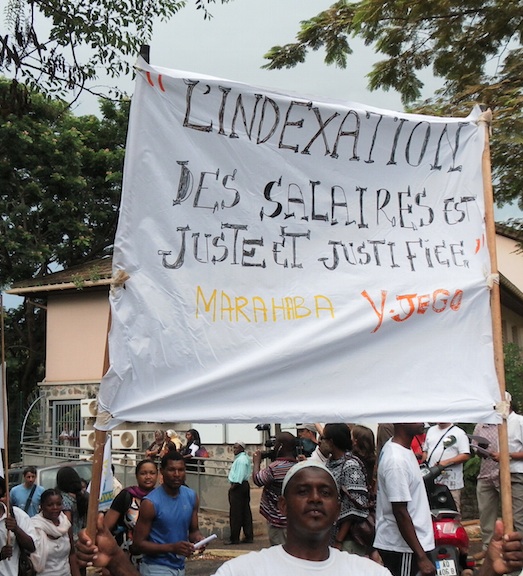 "L'INDEXATION
DES SALAIRES EST
JUSTE ET JUSTIFIÉE"
MARAHABA Y.JEGO